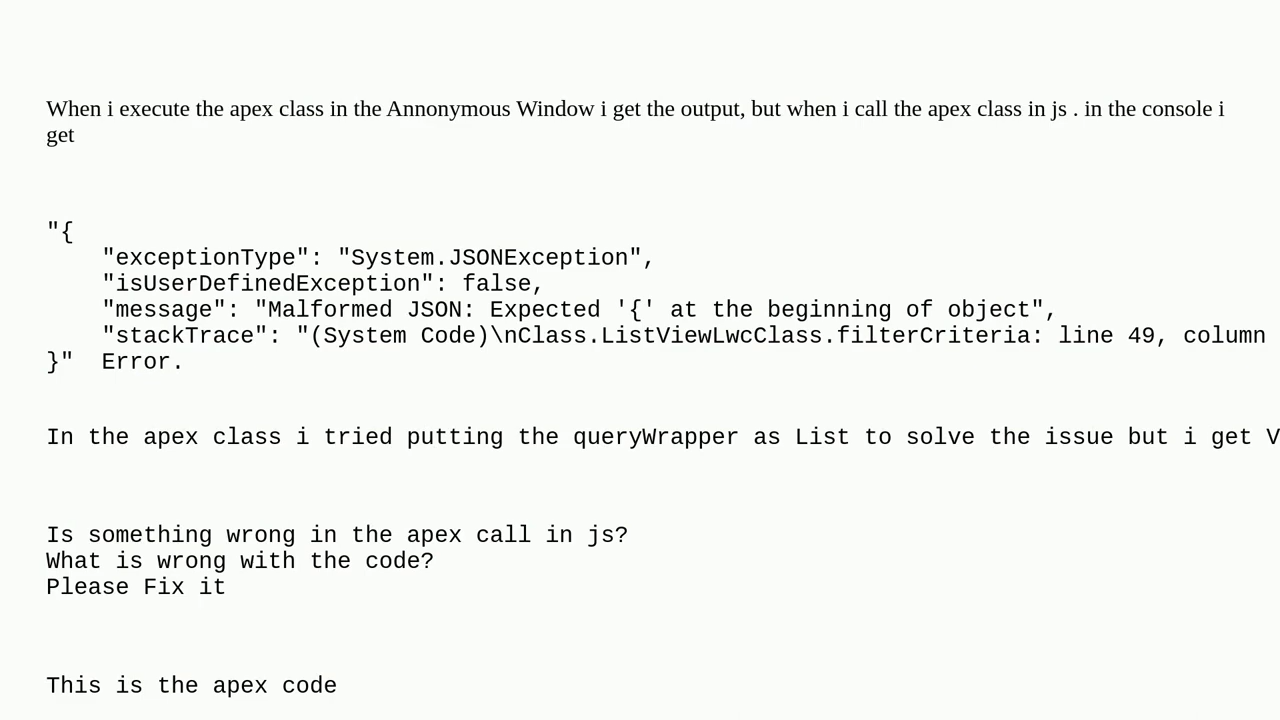 When i execute the apex class in the Annonymous Window i get the output, but when i call the apex class in js . in the console i
get
"{
    "exceptionType": "System.JSONException",
    "isUserDefinedException": false,
    "message": "Malformed JSON: Expected '{' at the beginning of object",
    "stackTrace": "(System Code)\nClass.ListViewLwcClass.filterCriteria: line 49, column
}"  Error.
In the apex class i tried putting the queryWrapper as List to solve the issue but i get V
Is something wrong in the apex call in js?
What is wrong with the code?
Please Fix it
This is the apex code